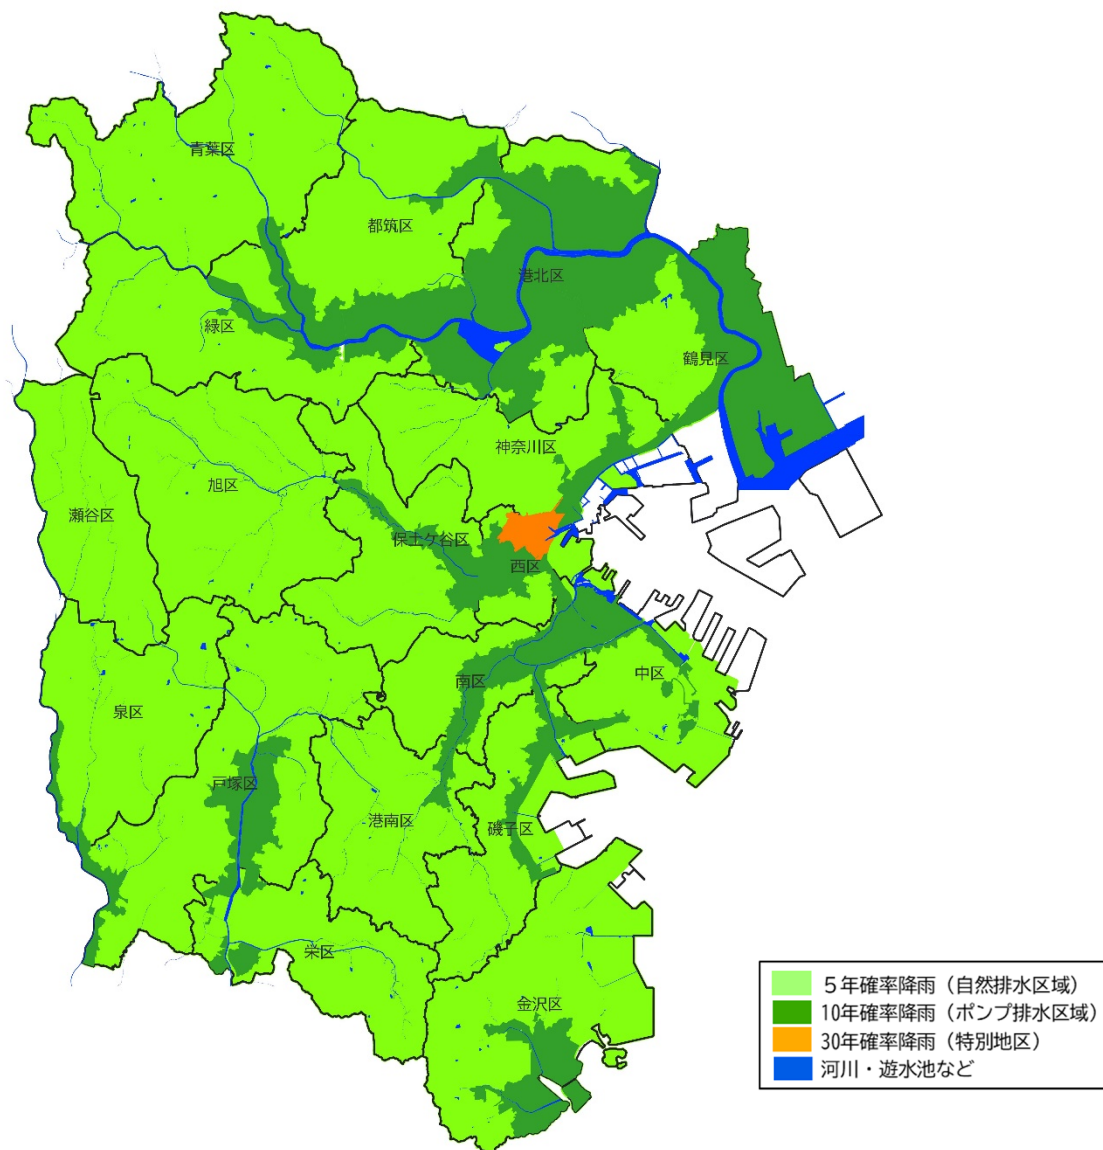 青葉区
都筑区
港北区
緑区
鶴見区
神奈川区
旭区
瀬谷区
保土ケ谷区
西区
中区
南区
泉区
戸塚区
港南区
磯子区
栄区
金沢区
5年確率降雨（自然排水区域）
10年確率降雨（ポンプ排水区域）
30年確率降雨（特別地区）
河川・遊水池など